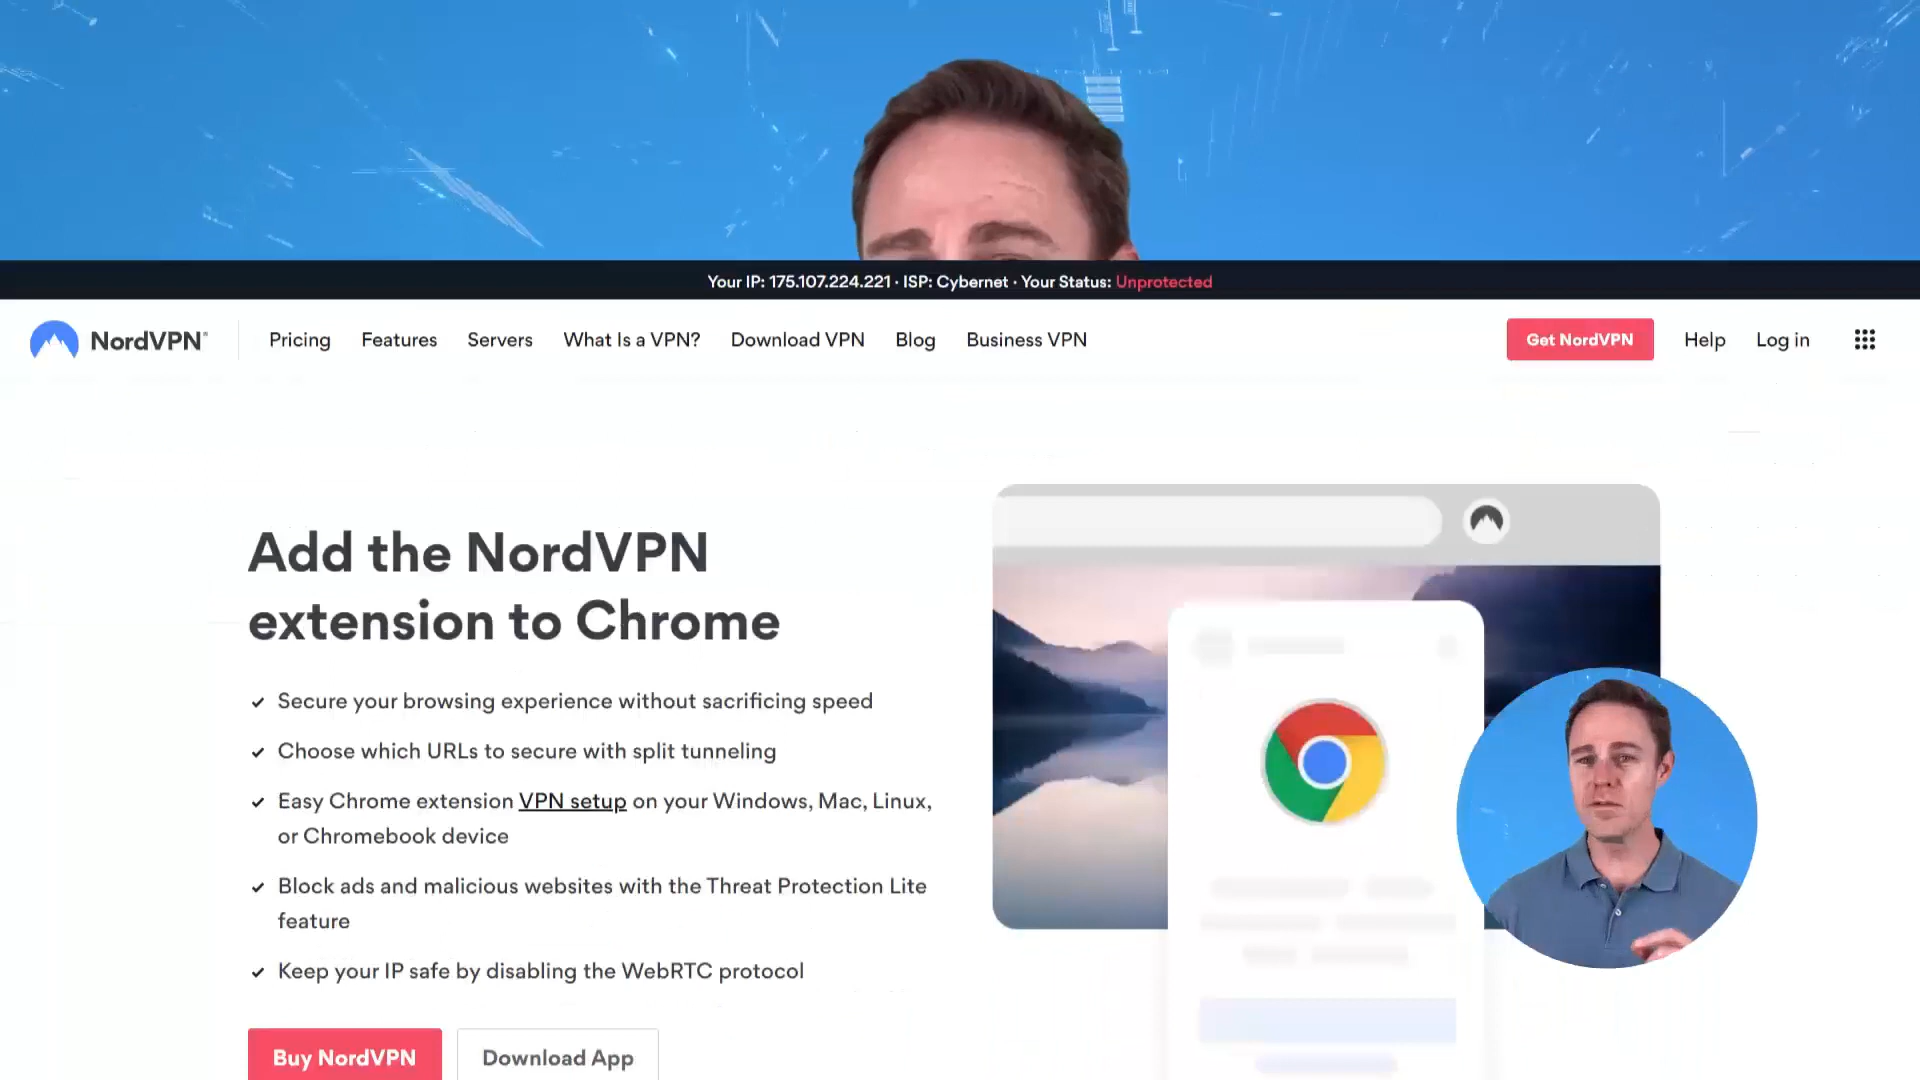 Your IP: 175.107.224.221 · ISP: Cybernet · Your Status: Unprotected
NordVPN®
Pricing
Features
Servers
What Is a VPN?
Download VPN
Blog
Business VPN
Get NordVPN
Help
Log in
Add the NordVPN
extension to Chrome
Secure your browsing experience without sacrificing speed
Choose which URLs to secure with split tunneling
Easy Chrome extension VPN setup on your Windows, Mac, Linux,
or Chromebook device
Block ads and malicious websites with the Threat Protection Lite
feature
Keep your IP safe by disabling the WebRTC protocol
Buy NordVPN
Download App